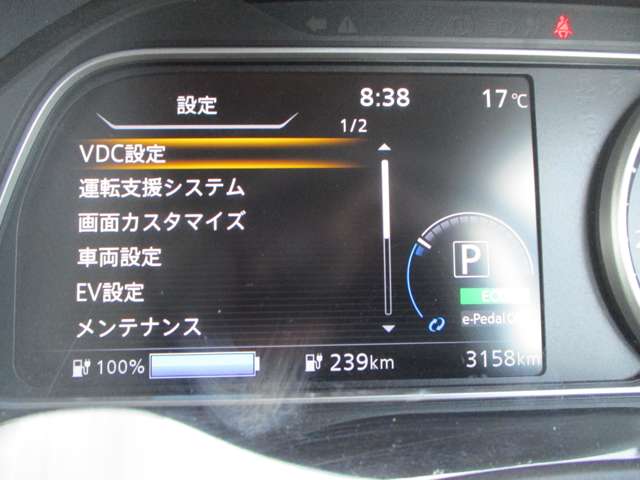 設定
8:38
17℃
1/2
VDC設定
運転支援システム
画面カスタマイズ
車両設定
EV設定
メンテナンス
P
ECO
e-Pedal
100%
239km
3158km